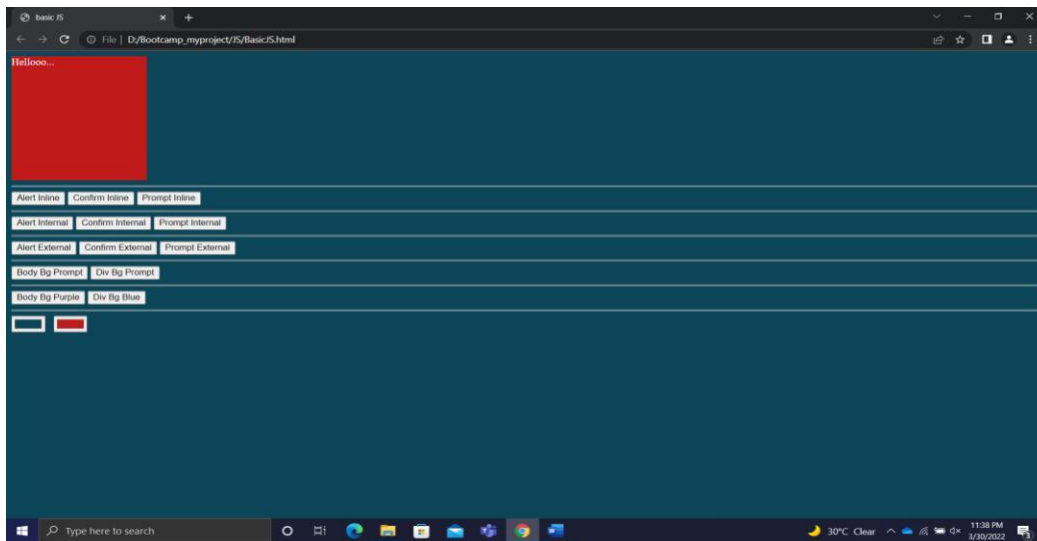 basic JS
File | D:/Bootcamp_myproject/JS/BasicJS.html
Hellooo...
Alert Inline Confirm Inline Prompt Inline
Alert Internal Confirm Internal Prompt Internal
Alert External Confirm External Prompt External
Body Bg Prompt Div Bg Prompt
Body Bg Purple Div Bg Blue
Type here to search
30°C Clear
11:38 PM
3/30/2022